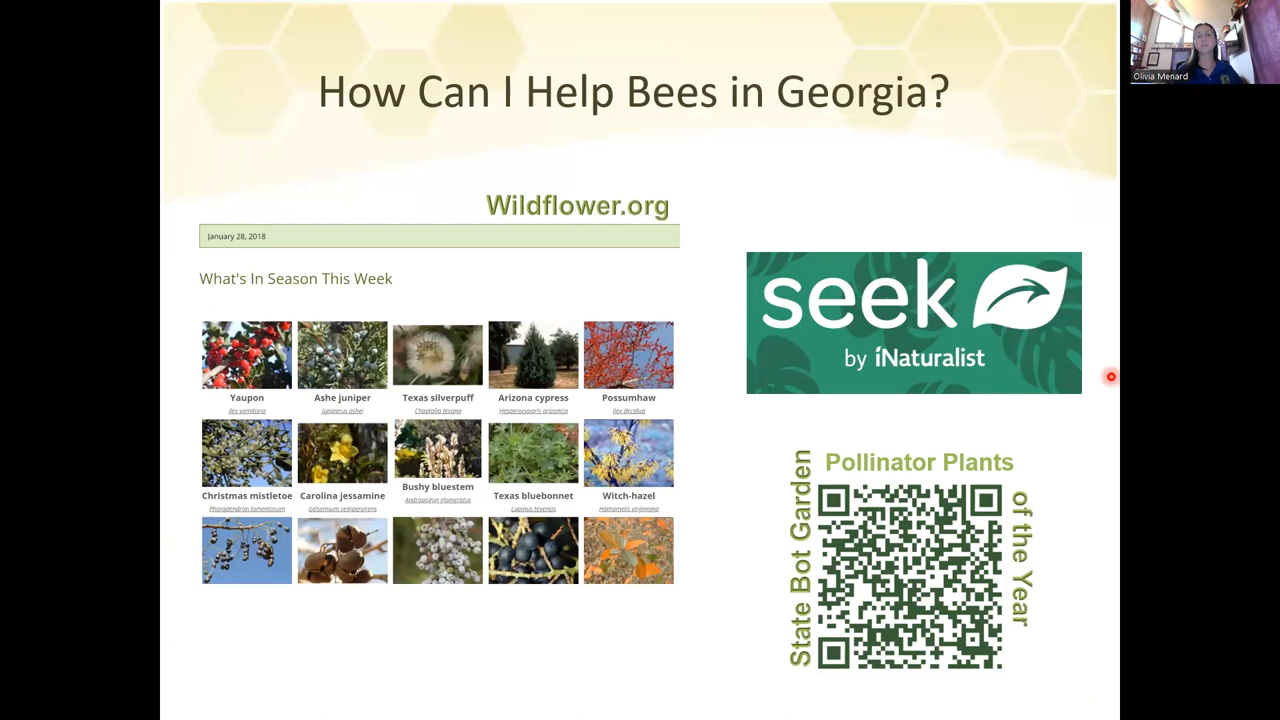 How Can I Help Bees in Georgia?
Olivia Menard
Wildflower.org
January 28, 2018
What's In Season This Week
Yaupon
Ilex vomitoria
Ashe juniper
Juniperus ashei
Texas silverpuff
Chaptalia texana
Arizona cypress
Hesperocyparis arizonica
Possumhaw
Ilex decidua
Christmas mistletoe
Phoradendron tomentosum
Carolina jessamine
Gelsemium sempervirens
Bushy bluestem
Andropogon glomeratus
Texas bluebonnet
Lupinus texensis
Witch-hazel
Hamamelis virginiana
seek
by iNaturalist
State Bot Garden
Pollinator Plants
of the Year